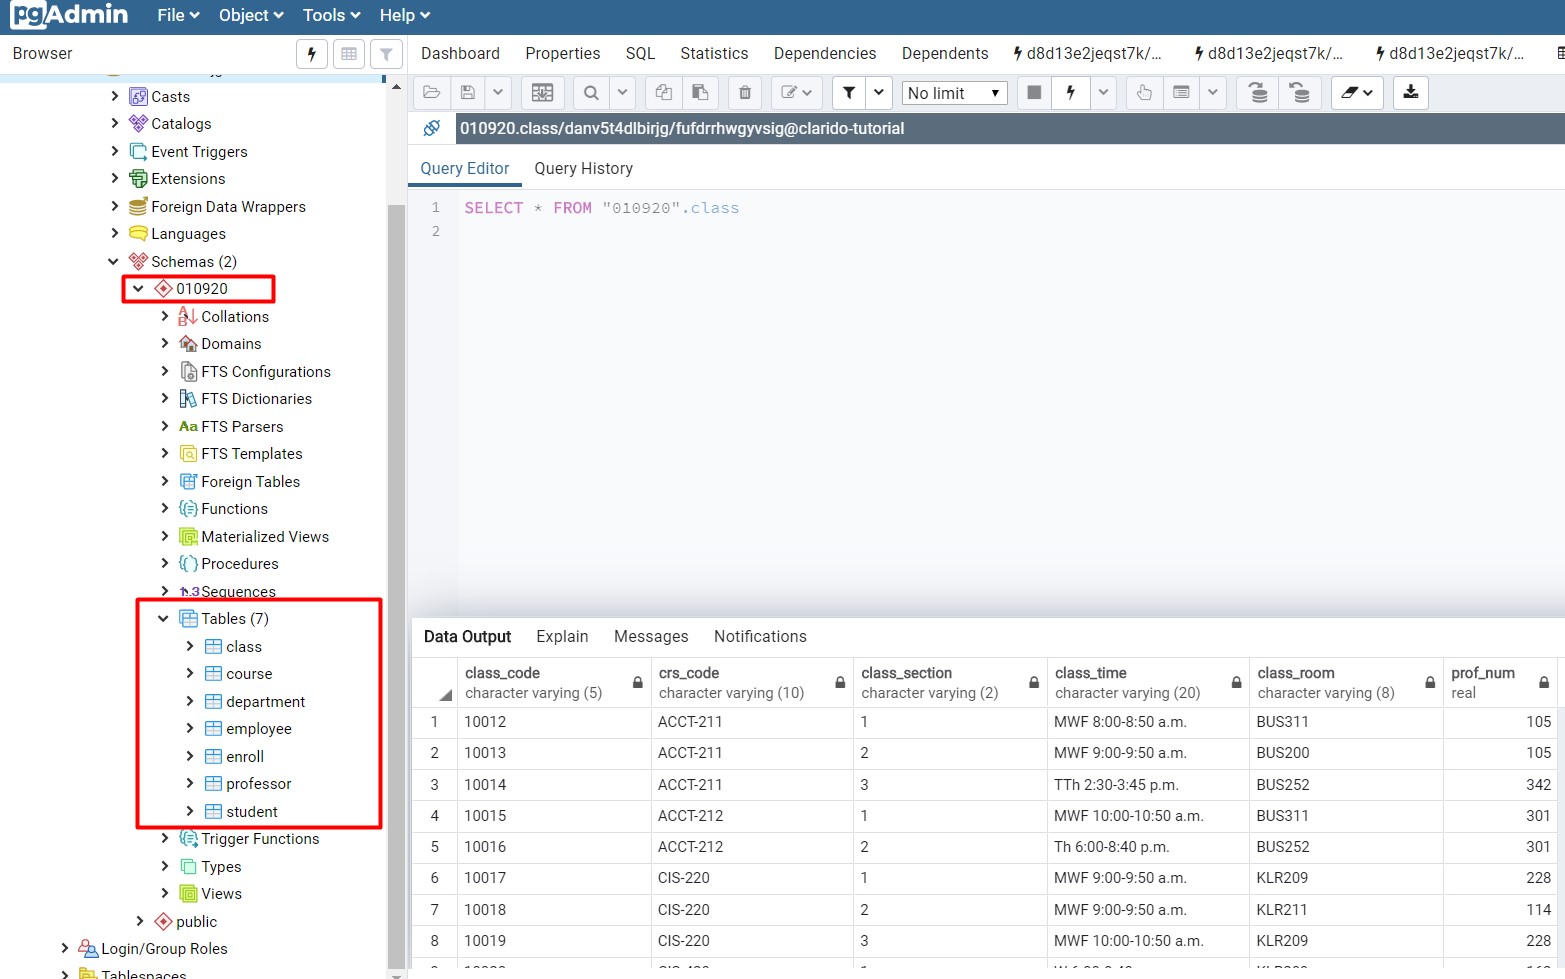 pgAdmin File Object Tools Help
Browser
Dashboard Properties SQL Statistics Dependencies Dependents d8d13e2jeqst7k/... d8d13e2jeqst7k/... d8d13e2jeqst7k/...
No limit
010920.class/danv5t4dlbirjg/fufdrrhwgyvsig@clarido-tutorial
Query Editor Query History
1 SELECT * FROM "010920".class
2
Casts
Catalogs
Event Triggers
Extensions
Foreign Data Wrappers
Languages
Schemas (2)
010920
Collations
Domains
FTS Configurations
FTS Dictionaries
Aa FTS Parsers
FTS Templates
Foreign Tables
Functions
Materialized Views
Procedures
1..3 Sequences
Tables (7)
class
course
department
employee
enroll
professor
student
Trigger Functions
Types
Views
public
Login/Group Roles
Tablespaces
Data Output Explain Messages Notifications
class_code crs_code class_section class_time class_room prof_num
character varying (5) character varying (10) character varying (2) character varying (20) character varying (8) real
1 10012 ACCT-211 1 MWF 8:00-8:50 a.m. BUS311 105
2 10013 ACCT-211 2 MWF 9:00-9:50 a.m. BUS200 105
3 10014 ACCT-211 3 TTh 2:30-3:45 p.m. BUS252 342
4 10015 ACCT-212 1 MWF 10:00-10:50 a.m. BUS311 301
5 10016 ACCT-212 2 Th 6:00-8:40 p.m. BUS252 301
6 10017 CIS-220 1 MWF 9:00-9:50 a.m. KLR209 228
7 10018 CIS-220 2 MWF 9:00-9:50 a.m. KLR211 114
8 10019 CIS-220 3 MWF 10:00-10:50 a.m. KLR209 228